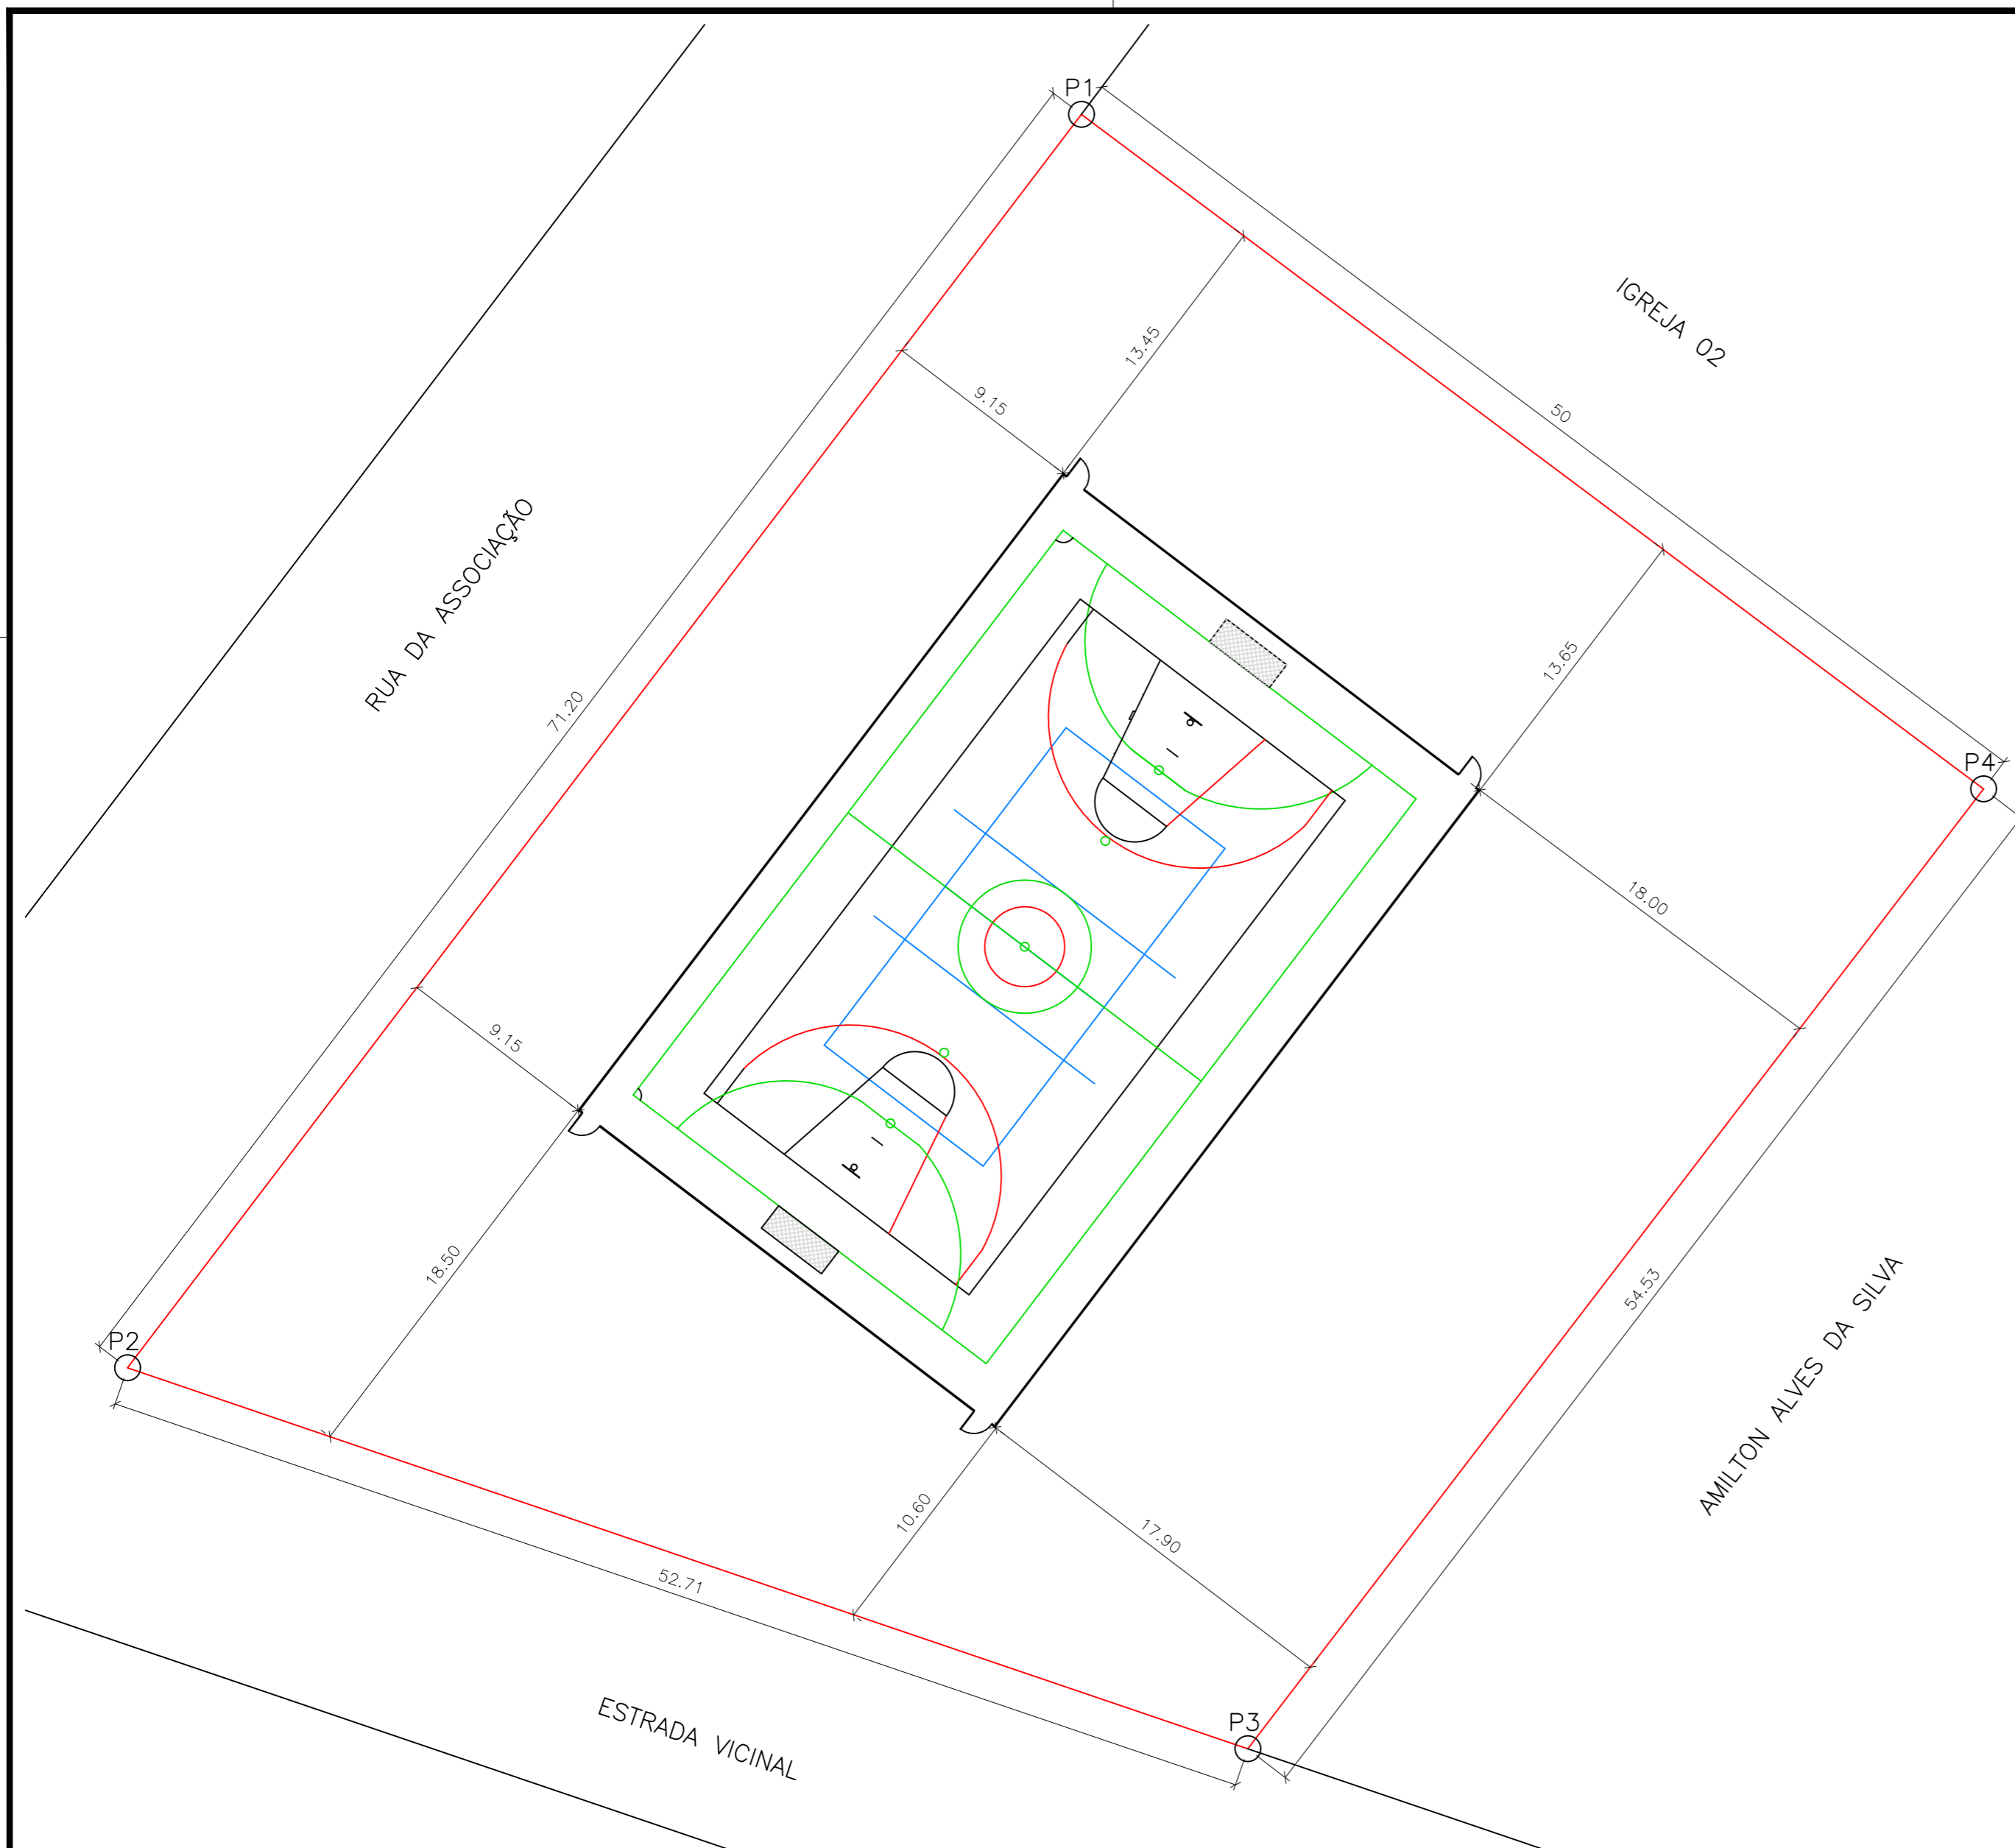 P1
IGREJA 02
13.45
50
9.15
RUA DA ASSOCIAÇÃO
13.65
71.20
P4
18.00
9.15
18.50
54.53
P2
AMILTON ALVES DA SILVA
10.60
17.90
52.71
P3
ESTRADA VICINAL